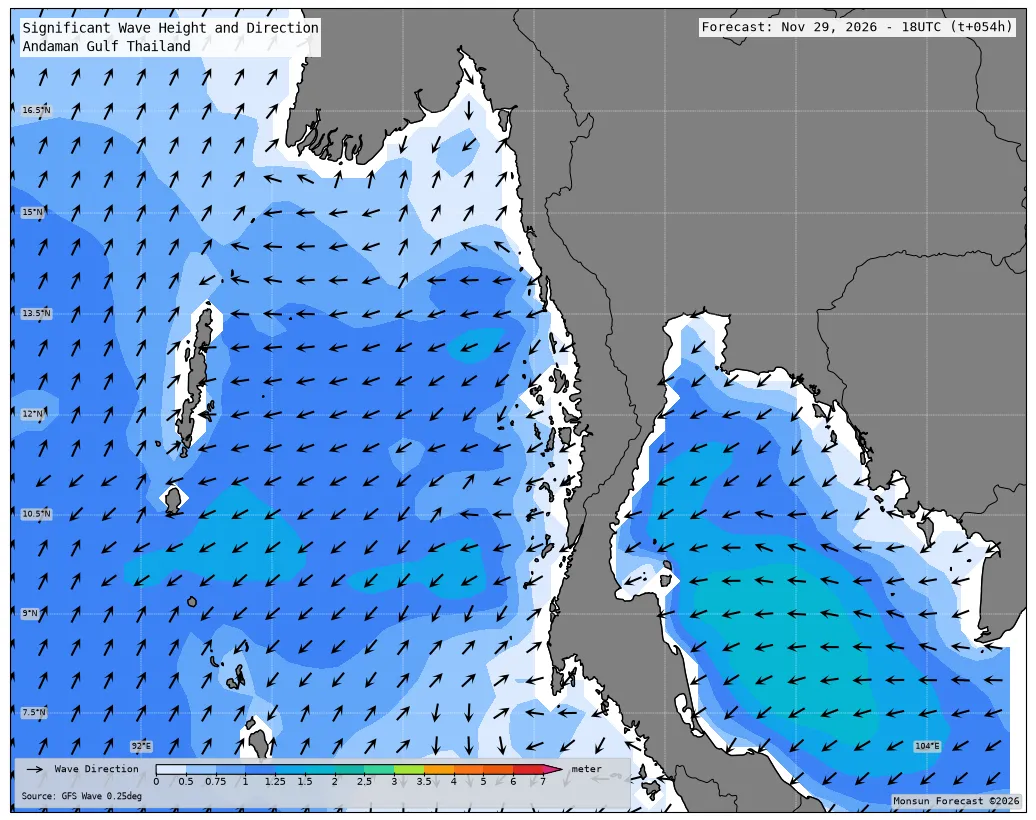 Significant Wave Height and Direction
Andaman Gulf Thailand
Forecast: Nov 29, 2026 - 18UTC (t+054h)
16.5°N
15°N
13.5°N
12°N
10.5°N
9°N
7.5°N
92°E
104°E
Wave Direction
0 0.5 0.75 1 1.25 1.5 2 2.5 3 3.5 4 5 6 7
meter
Source: GFS Wave 0.25deg
Monsun Forecast ©2026